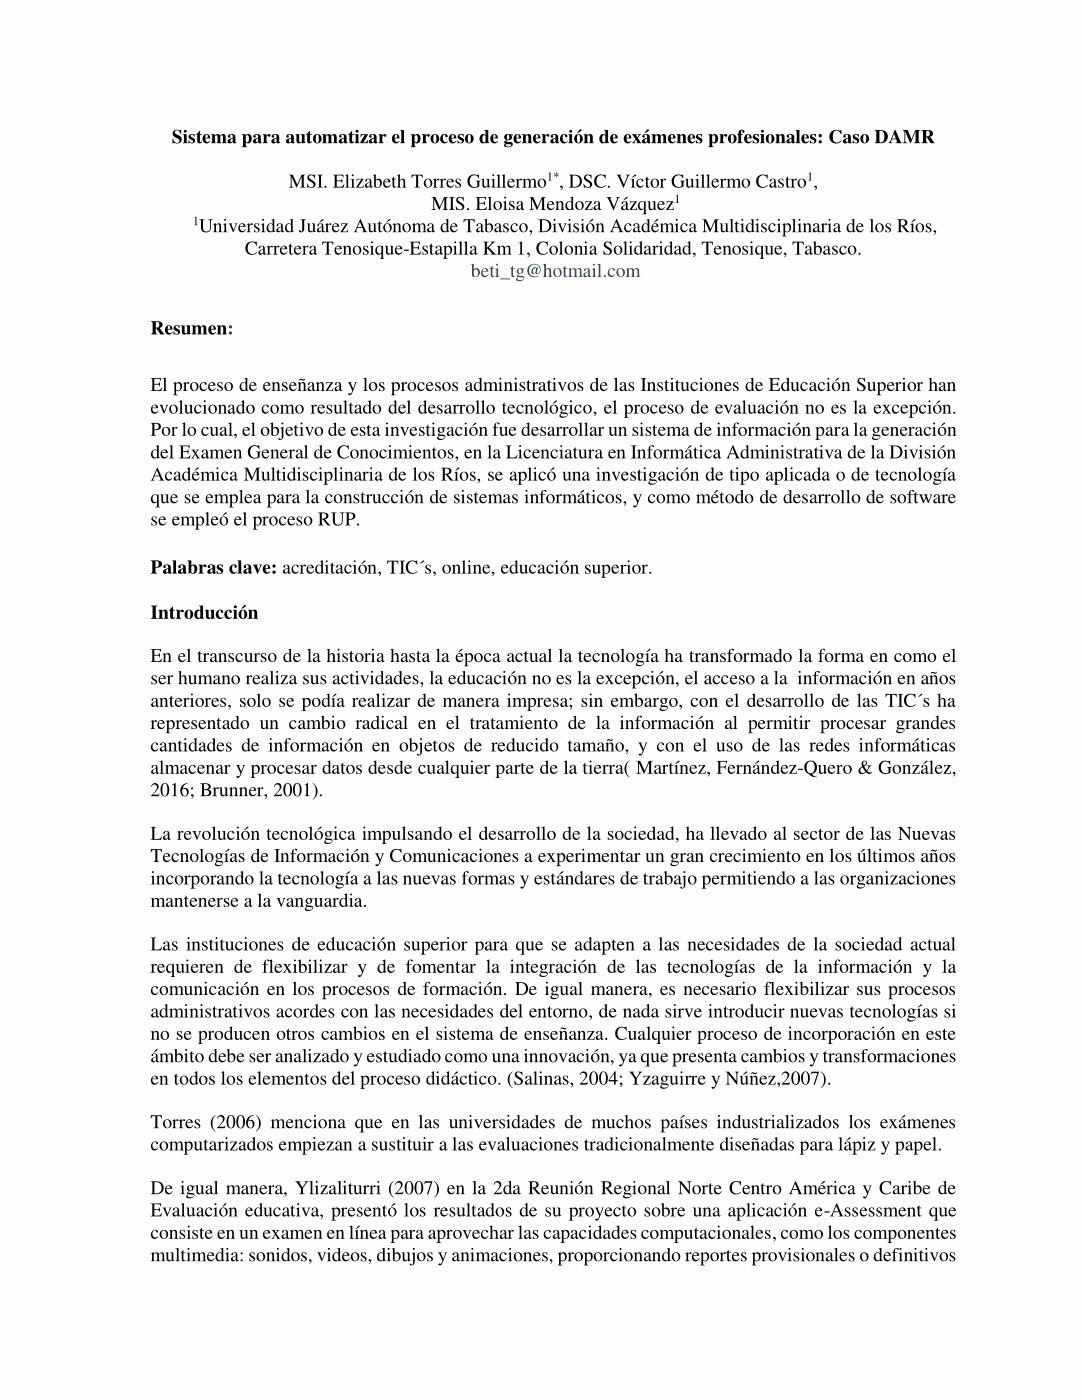 Sistema para automatizar el proceso de generación de exámenes profesionales: Caso DAMR
MSI. Elizabeth Torres Guillermo1*, DSC. Víctor Guillermo Castro1,
MIS. Eloisa Mendoza Vázquez1
1Universidad Juárez Autónoma de Tabasco, División Académica Multidisciplinaria de los Ríos,
Carretera Tenosique-Estapilla Km 1, Colonia Solidaridad, Tenosique, Tabasco.
beti_tg@hotmail.com
Resumen:
El proceso de enseñanza y los procesos administrativos de las Instituciones de Educación Superior han
evolucionado como resultado del desarrollo tecnológico, el proceso de evaluación no es la excepción.
Por lo cual, el objetivo de esta investigación fue desarrollar un sistema de información para la generación
del Examen General de Conocimientos, en la Licenciatura en Informática Administrativa de la División
Académica Multidisciplinaria de los Ríos, se aplicó una investigación de tipo aplicada o de tecnología
que se emplea para la construcción de sistemas informáticos, y como método de desarrollo de software
se empleó el proceso RUP.
Palabras clave: acreditación, TIC´s, online, educación superior.
Introducción
En el transcurso de la historia hasta la época actual la tecnología ha transformado la forma en como el
ser humano realiza sus actividades, la educación no es la excepción, el acceso a la  información en años
anteriores, solo se podía realizar de manera impresa; sin embargo, con el desarrollo de las TIC´s ha
representado un cambio radical en el tratamiento de la información al permitir procesar grandes
cantidades de información en objetos de reducido tamaño, y con el uso de las redes informáticas
almacenar y procesar datos desde cualquier parte de la tierra( Martínez, Fernández-Quero & González,
2016; Brunner, 2001).
La revolución tecnológica impulsando el desarrollo de la sociedad, ha llevado al sector de las Nuevas
Tecnologías de Información y Comunicaciones a experimentar un gran crecimiento en los últimos años
incorporando la tecnología a las nuevas formas y estándares de trabajo permitiendo a las organizaciones
mantenerse a la vanguardia.
Las instituciones de educación superior para que se adapten a las necesidades de la sociedad actual
requieren de flexibilizar y de fomentar la integración de las tecnologías de la información y la
comunicación en los procesos de formación. De igual manera, es necesario flexibilizar sus procesos
administrativos acordes con las necesidades del entorno, de nada sirve introducir nuevas tecnologías si
no se producen otros cambios en el sistema de enseñanza. Cualquier proceso de incorporación en este
ámbito debe ser analizado y estudiado como una innovación, ya que presenta cambios y transformaciones
en todos los elementos del proceso didáctico. (Salinas, 2004; Yzaguirre y Núñez,2007).
Torres (2006) menciona que en las universidades de muchos países industrializados los exámenes
computarizados empiezan a sustituir a las evaluaciones tradicionalmente diseñadas para lápiz y papel.
De igual manera, Ylizaliturri (2007) en la 2da Reunión Regional Norte Centro América y Caribe de
Evaluación educativa, presentó los resultados de su proyecto sobre una aplicación e-Assessment que
consiste en un examen en línea para aprovechar las capacidades computacionales, como los componentes
multimedia: sonidos, videos, dibujos y animaciones, proporcionando reportes provisionales o definitivos